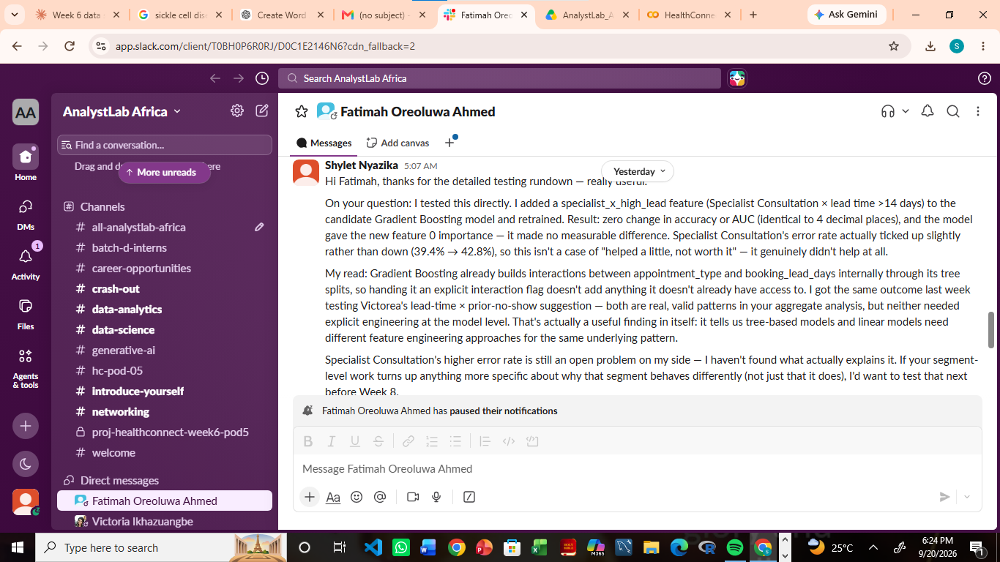 Week 6 data
sickle cell dise
Create Word
(no subject) -
Fatimah Oreo
AnalystLab_A
HealthConne
Ask Gemini
app.slack.com/client/T0BH0P6R0RJ/D0C1E2146N6?cdn_fallback=2
S
Search AnalystLab Africa
AA
Home
DMs
1
Activity
Files
Agents
& tools
AnalystLab Africa
Find a conversation...
Drag and d
ere
More unreads
Channels
# all-analystlab-africa
# batch-d-interns
# career-opportunities
# crash-out
# data-analytics
# data-science
# generative-ai
# hc-pod-05
# introduce-yourself
# networking
proj-healthconnect-week6-pod5
# welcome
Direct messages
Fatimah Oreoluwa Ahmed
Victoria Ikhazuangbe
Fatimah Oreoluwa Ahmed
Messages
Add canvas
Shylet Nyazika 5:07 AM
Yesterday
Hi Fatimah, thanks for the detailed testing rundown — really useful.
On your question: I tested this directly. I added a specialist_x_high_lead feature (Specialist Consultation × lead time >14 days) to the
candidate Gradient Boosting model and retrained. Result: zero change in accuracy or AUC (identical to 4 decimal places), and the model
gave the new feature 0 importance — it made no measurable difference. Specialist Consultation's error rate actually ticked up slightly
rather than down (39.4% → 42.8%), so this isn't a case of "helped a little, not worth it" — it genuinely didn't help at all.
My read: Gradient Boosting already builds interactions between appointment_type and booking_lead_days internally through its tree
splits, so handing it an explicit interaction flag doesn't add anything it doesn't already have access to. I got the same outcome last week
testing Victorea's lead-time × prior-no-show suggestion — both are real, valid patterns in your aggregate analysis, but neither needed
explicit engineering at the model level. That's actually a useful finding in itself: it tells us tree-based models and linear models need
different feature engineering approaches for the same underlying pattern.
Specialist Consultation's higher error rate is still an open problem on my side — I haven't found what actually explains it. If your segment-
level work turns up anything more specific about why that segment behaves differently (not just that it does), I'd want to test that next
before Week 8.
Fatimah Oreoluwa Ahmed has paused their notifications
Message Fatimah Oreoluwa Ahmed
Aa
Type here to search
M365
25°C
6:24 PM
9/20/2026
1